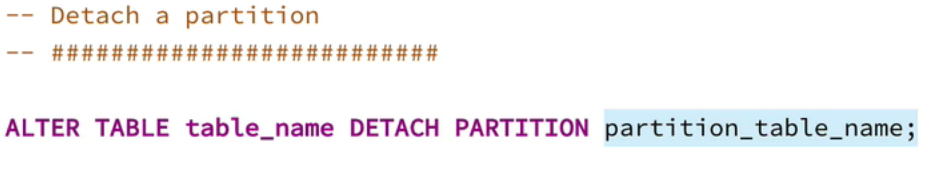 -- Detach a partition
-- ##########################
ALTER TABLE table_name DETACH PARTITION partition_table_name;